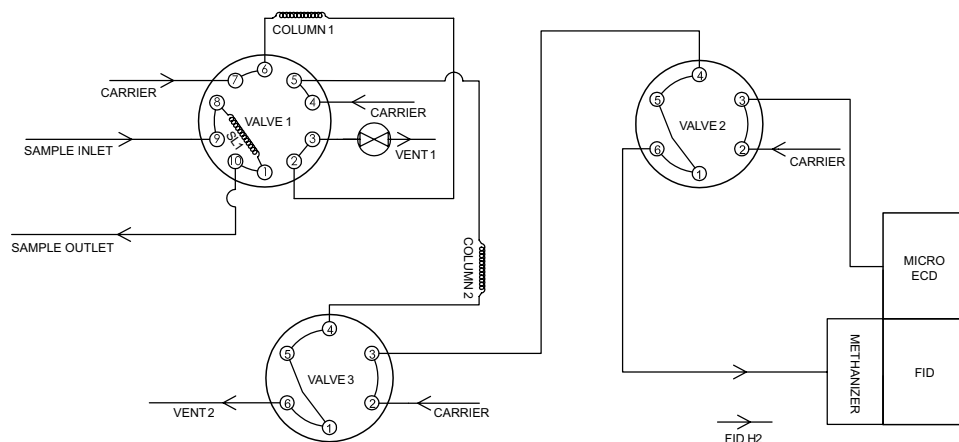 COLUMN 1
CARRIER
SAMPLE INLET
SAMPLE OUTLET
VALVE 1
SL1
1
2
3
4
5
6
7
8
9
10
CARRIER
VENT 1
COLUMN 2
VALVE 3
1
2
3
4
5
6
VENT 2
CARRIER
VALVE 2
1
2
3
4
5
6
CARRIER
MICRO
ECD
METHANIZER
FID
FID H2